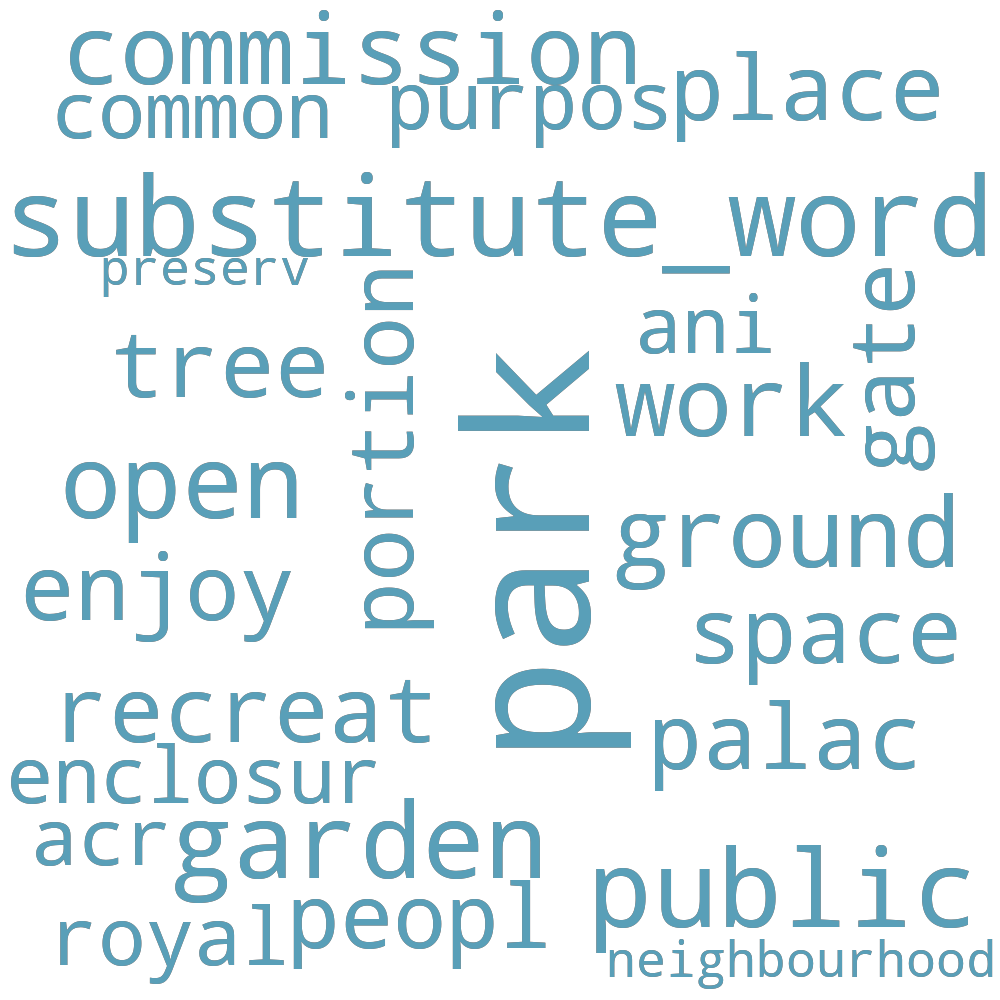 commission
common purpos place
substitute_word
preserv
portion
gate
ani
tree
park
work
open
ground
enjoy
space
recreat
palac
enclosur
acr garden
public
royal peopl
neighbourhood